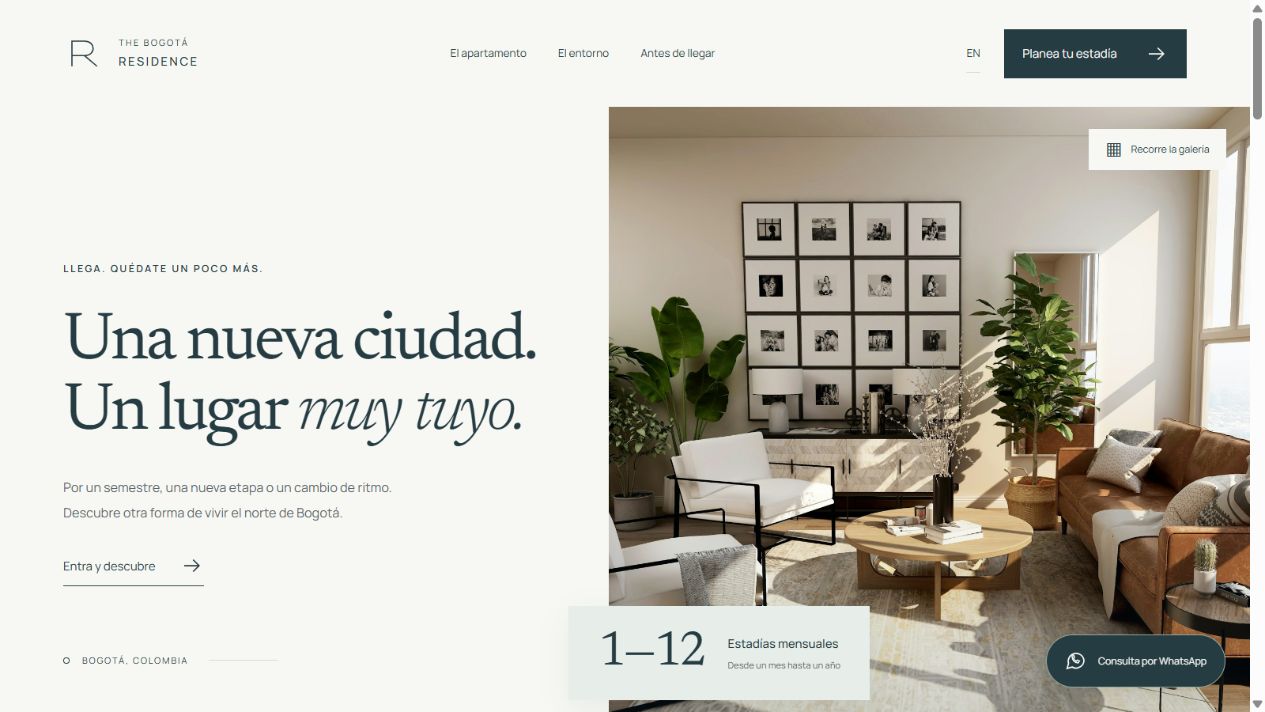 R
THE BOGOTÁ
RESIDENCE
El apartamento
El entorno
Antes de llegar
EN
Planea tu estadía
Recorre la galería
LLEGA. QUÉDATE UN POCO MÁS.
Una nueva ciudad.
Un lugar muy tuyo.
Por un semestre, una nueva etapa o un cambio de ritmo.
Descubre otra forma de vivir el norte de Bogotá.
Entra y descubre
BOGOTÁ, COLOMBIA
1–12
Estadías mensuales
Desde un mes hasta un año
Consulta por WhatsApp